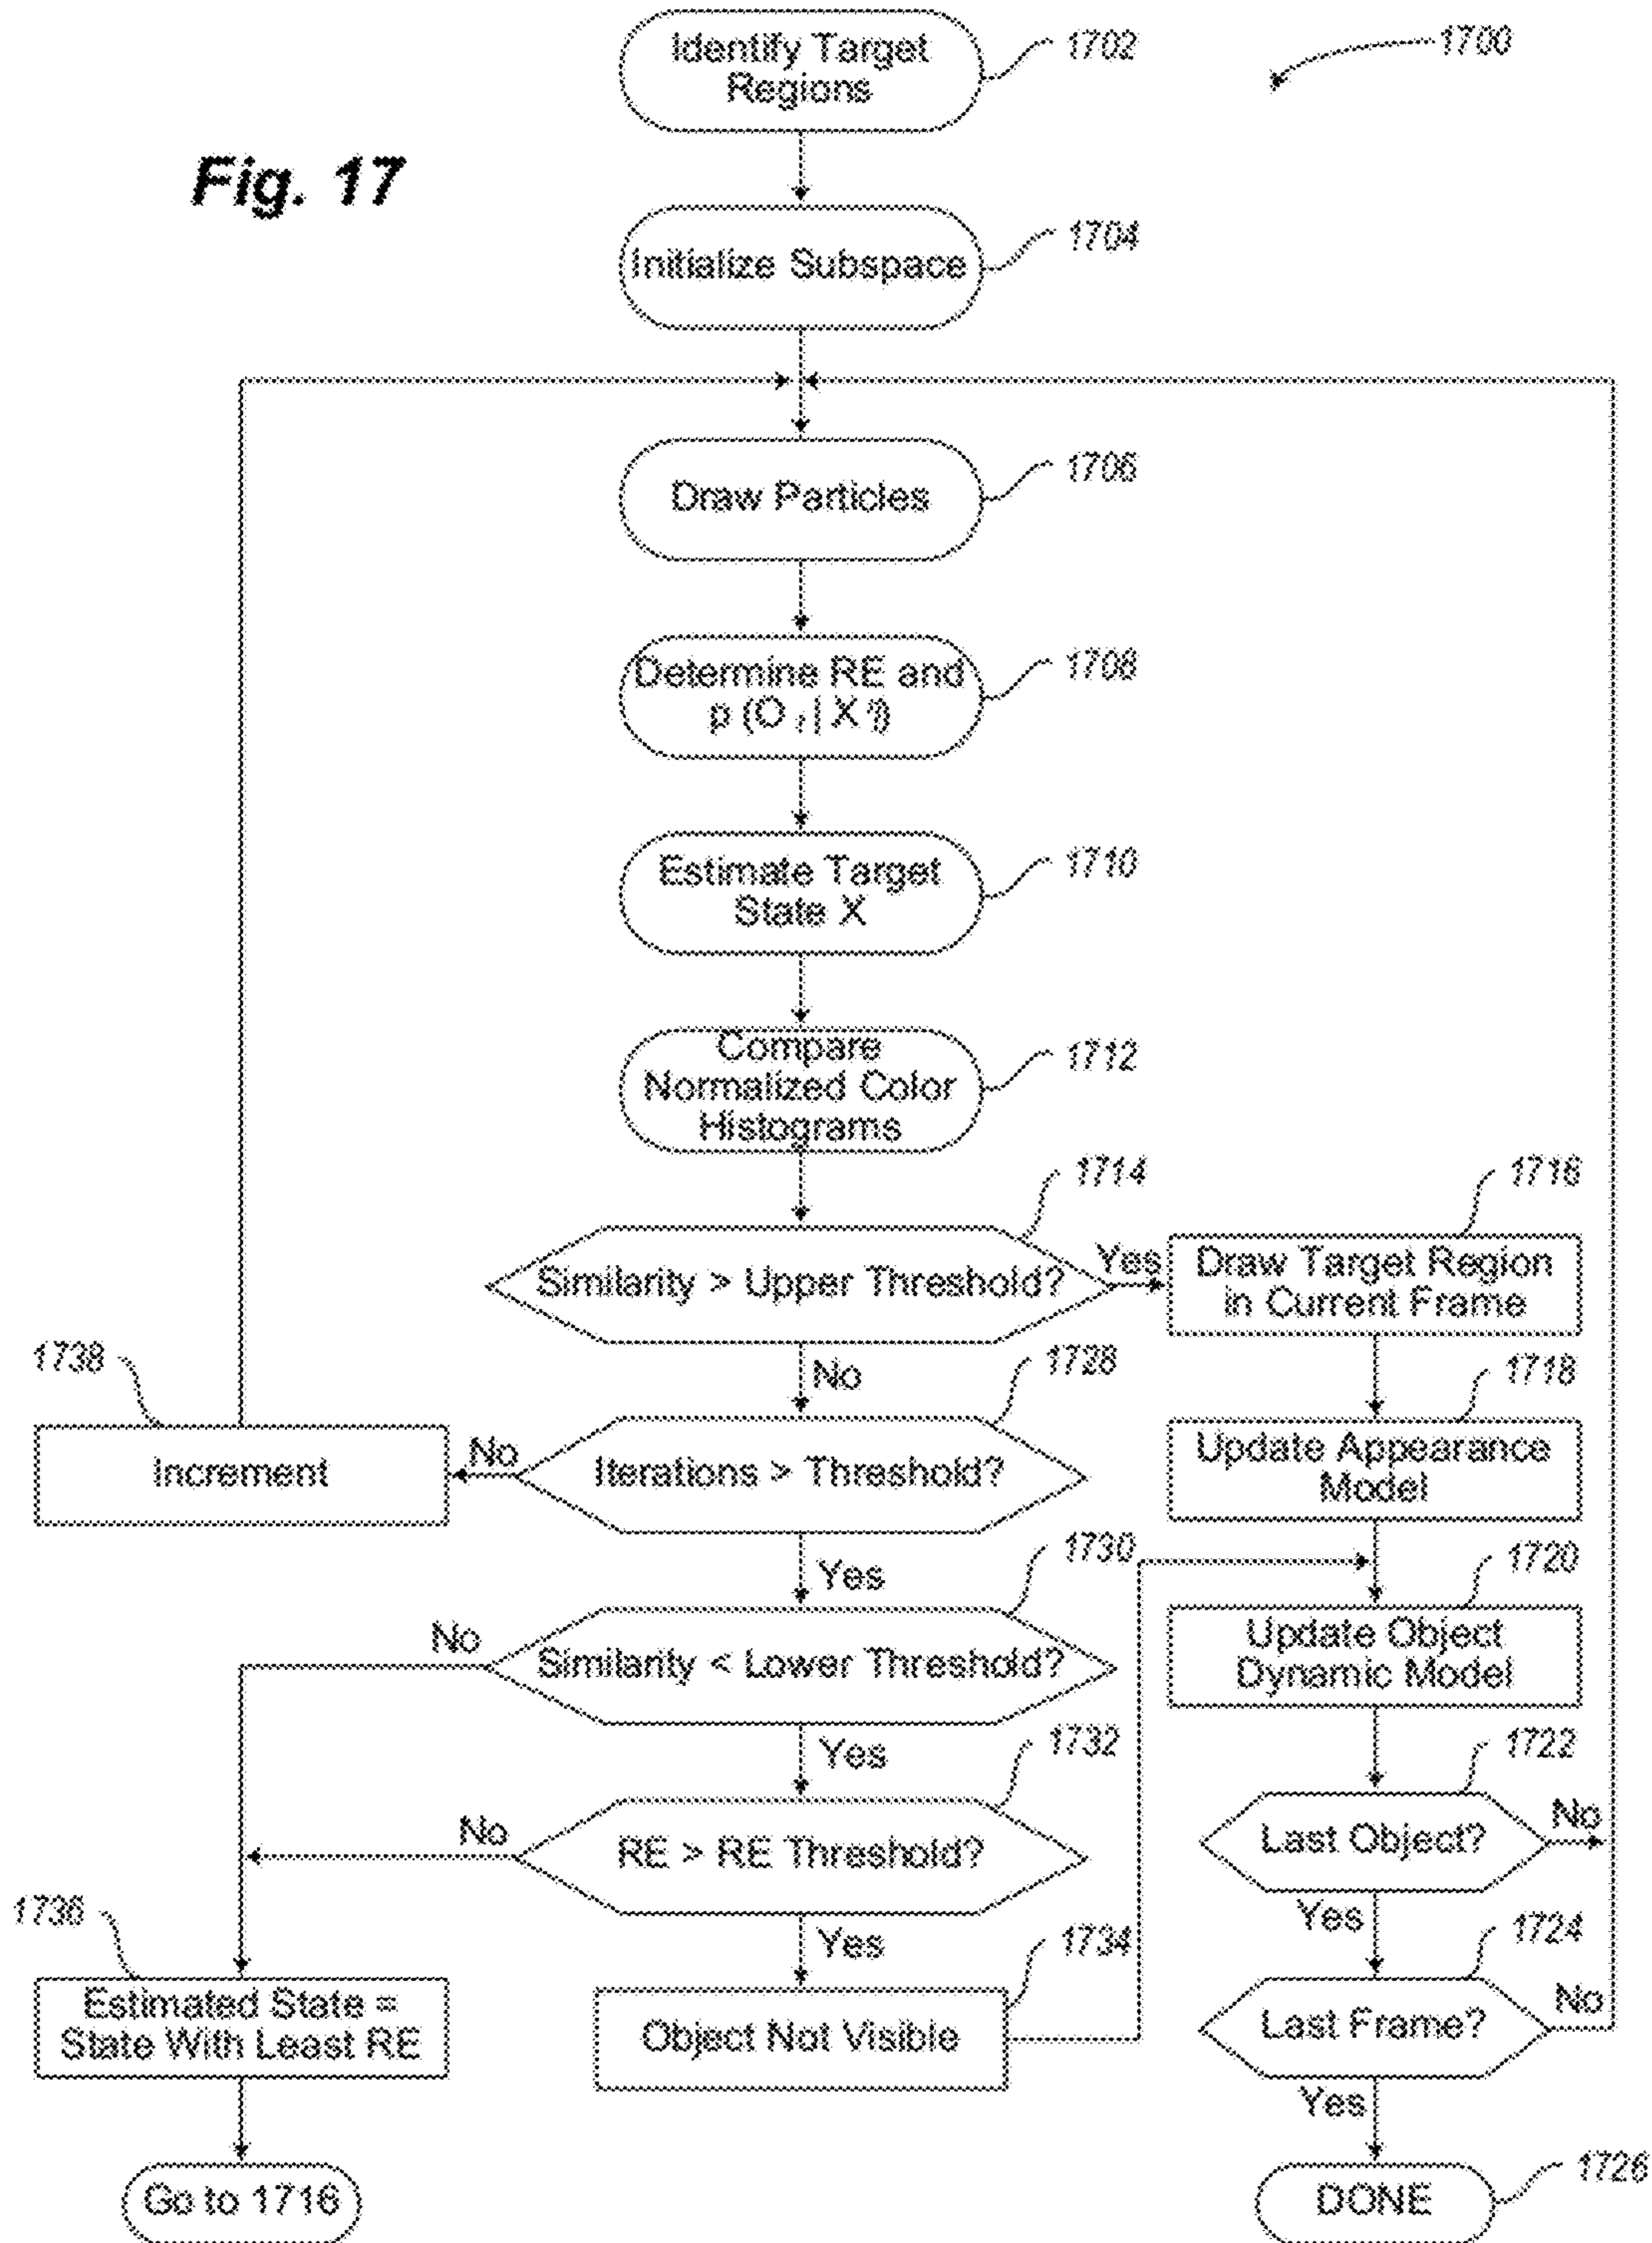 Identify Target
Regions
1702
1700
Fig. 17
Initialize Subspace
1704
Draw Particles
1706
Determine RE and
p (O t | X
1708
Estimate Target
State X
1710
Compare
Normalized Color
Histograms
1712
Similarity > Upper Threshold?
1714
Yes
Draw Target Region
in Current Frame
1716
No
1738
Increment
No
Iterations > Threshold?
1728
Update Appearance
Model
1718
Yes
No
Similarity < Lower Threshold?
1730
Update Object
Dynamic Model
1720
Yes
No
RE > RE Threshold?
1732
Last Object?
1722
No
Yes
Yes
1736
Estimated State =
State With Least RE
Object Not Visible
1734
Last Frame?
1724
No
Yes
Go to 1716
DONE
1726